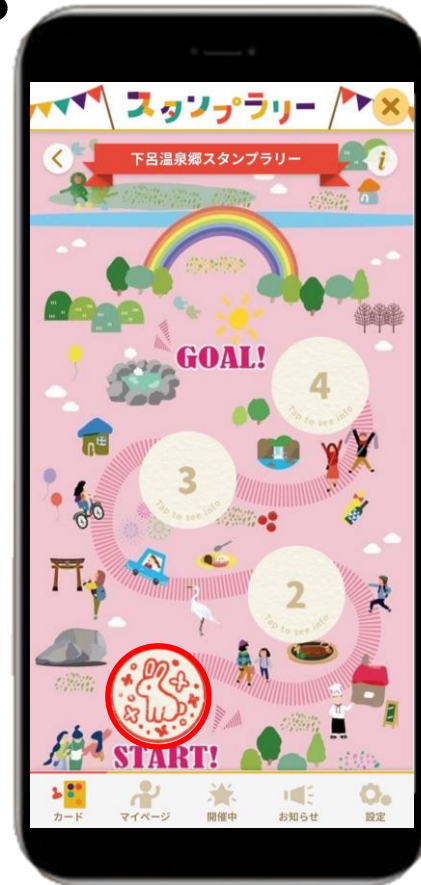 スタンプラリー
下呂温泉郷スタンプラリー
i
GOAL!
4
Tap to see info
3
Tap to see info
2
Tap to see info
START!
カード
マイページ
開催中
お知らせ
設定